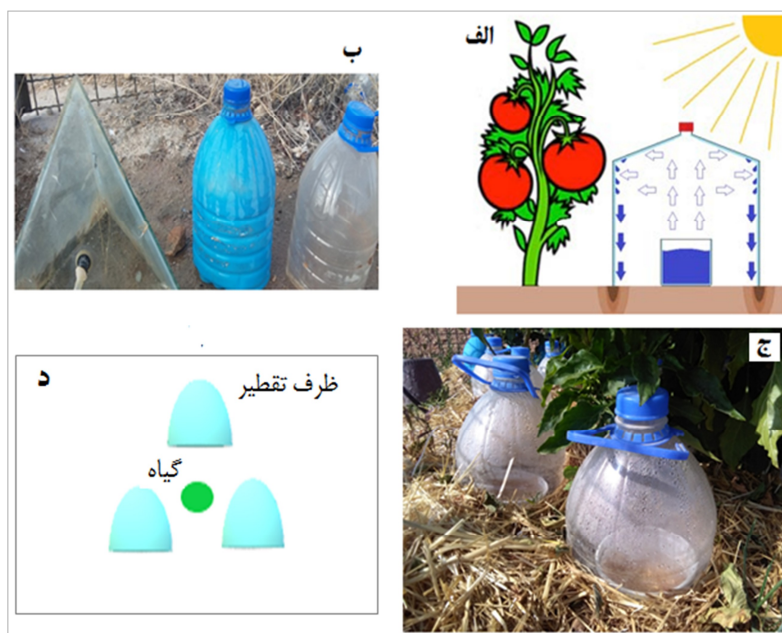 الف
ب
ج
د
ظرف تقطیر
گیاه